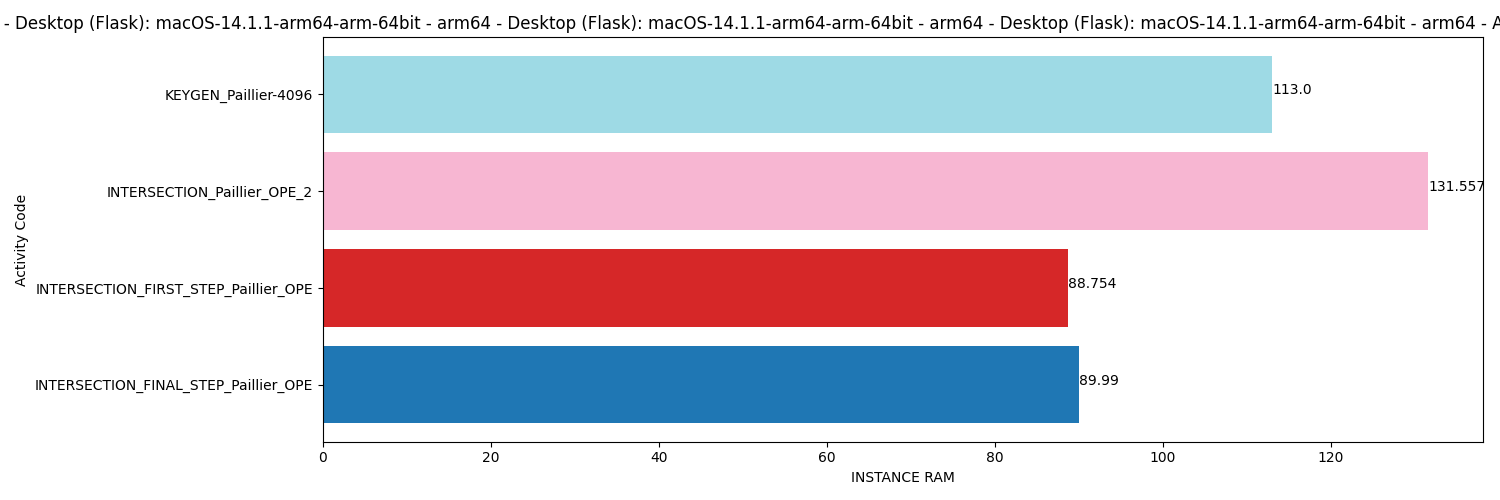 - Desktop (Flask): macOS-14.1.1-arm64-arm-64bit - arm64 - Desktop (Flask): macOS-14.1.1-arm64-arm-64bit - arm64 - Desktop (Flask): macOS-14.1.1-arm64-arm-64bit - arm64 - A
KEYGEN_Paillier-4096
113.0
INTERSECTION_Paillier_OPE_2
131.557
INTERSECTION_FIRST_STEP_Paillier_OPE
88.754
INTERSECTION_FINAL_STEP_Paillier_OPE
89.99
Activity Code
0 20 40 60 80 100 120
INSTANCE RAM